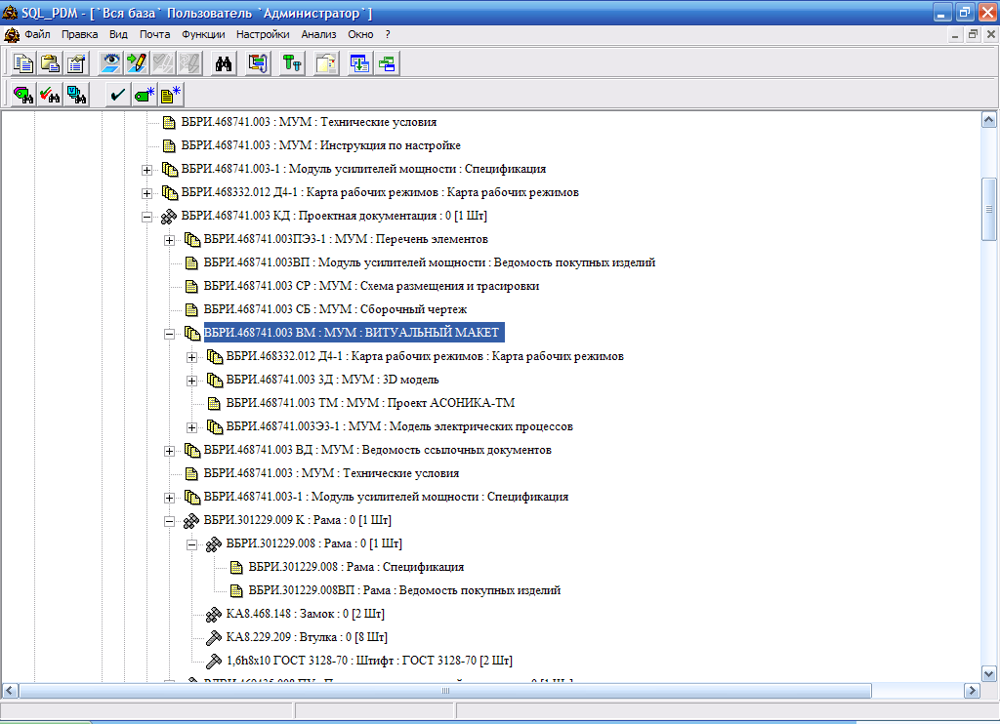 SQL_PDM - [`Вся база` Пользователь `Администратор`]
Файл Правка Вид Почта Функции Настройки Анализ Окно ?
ВБРИ.468741.003 : МУМ : Технические условия
ВБРИ.468741.003 : МУМ : Инструкция по настройке
ВБРИ.468741.003-1 : Модуль усилителей мощности : Спецификация
ВБРИ.468332.012 Д4-1 : Карта рабочих режимов : Карта рабочих режимов
ВБРИ.468741.003 КД : Проектная документация : 0 [1 Шт]
ВБРИ.468741.003ПЭ3-1 : МУМ : Перечень элементов
ВБРИ.468741.003ВП : Модуль усилителей мощности : Ведомость покупных изделий
ВБРИ.468741.003 СР : МУМ : Схема размещения и трасировки
ВБРИ.468741.003 СБ : МУМ : Сборочный чертеж
ВБРИ.468741.003 ВМ : МУМ : ВИТУАЛЬНЫЙ МАКЕТ
ВБРИ.468332.012 Д4-1 : Карта рабочих режимов : Карта рабочих режимов
ВБРИ.468741.003 3Д : МУМ : 3D модель
ВБРИ.468741.003 ТМ : МУМ : Проект АСОНИКА-ТМ
ВБРИ.468741.003Э3-1 : МУМ : Модель электрических процессов
ВБРИ.468741.003 ВД : МУМ : Ведомость ссылочных документов
ВБРИ.468741.003 : МУМ : Технические условия
ВБРИ.468741.003-1 : Модуль усилителей мощности : Спецификация
ВБРИ.301229.009 К : Рама : 0 [1 Шт]
ВБРИ.301229.008 : Рама : 0 [1 Шт]
ВБРИ.301229.008 : Рама : Спецификация
ВБРИ.301229.008ВП : Рама : Ведомость покупных изделий
КА8.468.148 : Замок : 0 [2 Шт]
КА8.229.209 : Втулка : 0 [8 Шт]
1,6h8x10 ГОСТ 3128-70 : Штифт : ГОСТ 3128-70 [2 Шт]